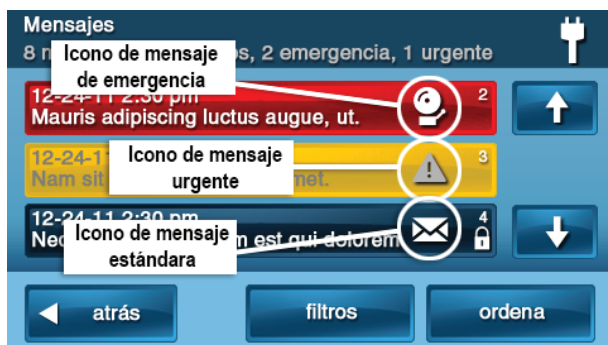 Mensajes
8 os, 2 emergencia, 1 urgente
Icono de mensaje
de emergencia
12-24-11 2:30 pm 2
Mauris adipiscing luctus augue, ut.
12-24-1 3
Icono de mensaje
urgente
Nam sit met.
12-24-11 2:30 pm 4
Icono de mensaje
estándara
est qui dolorem
atrás
filtros
ordena